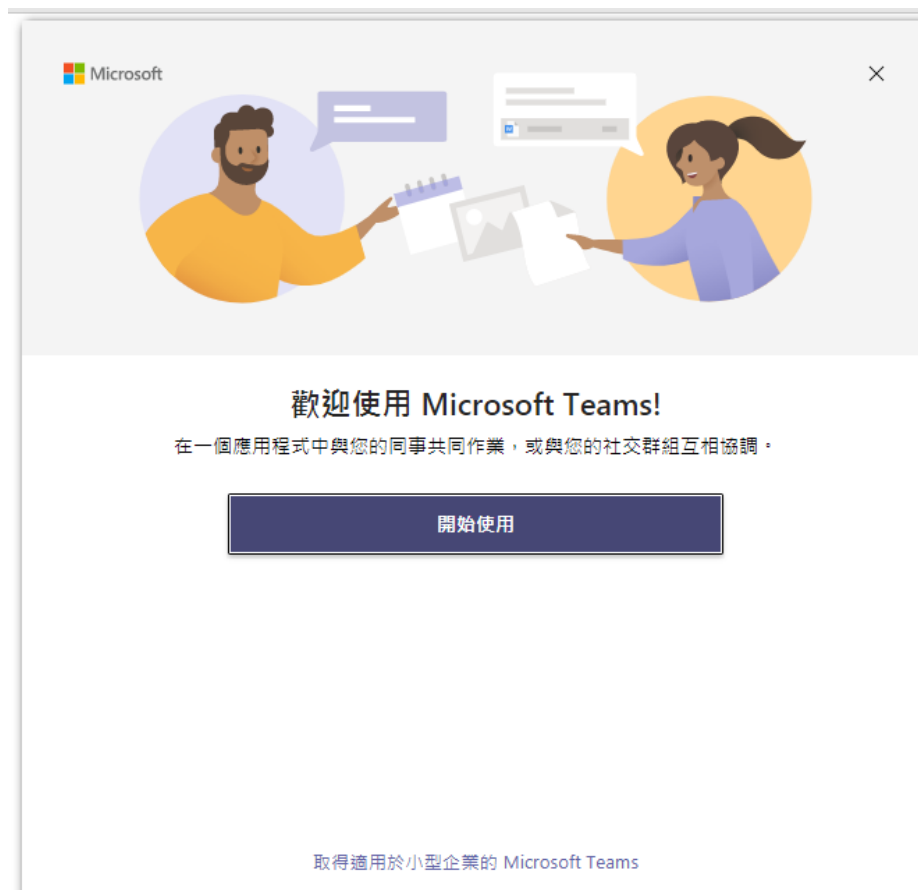 Microsoft
歡迎使用 Microsoft Teams!
在一個應用程式中與您的同事共同作業，或與您的社交群組互相協調。
開始使用
取得適用於小型企業的 Microsoft Teams